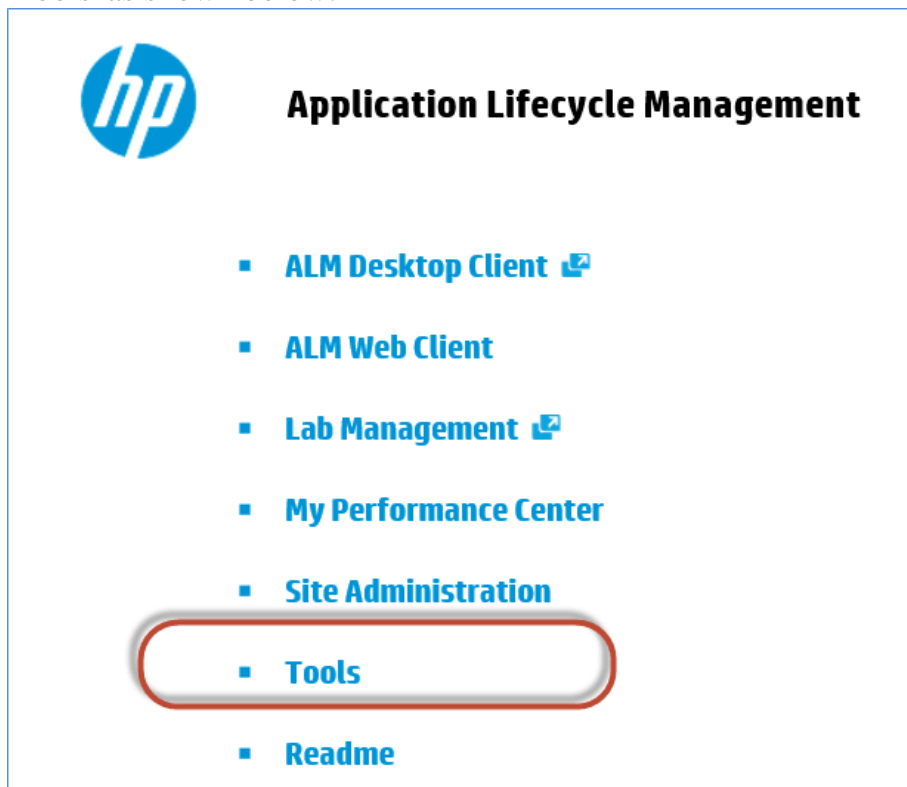 hp
Application Lifecycle Management
ALM Desktop Client
ALM Web Client
Lab Management
My Performance Center
Site Administration
Tools
Readme